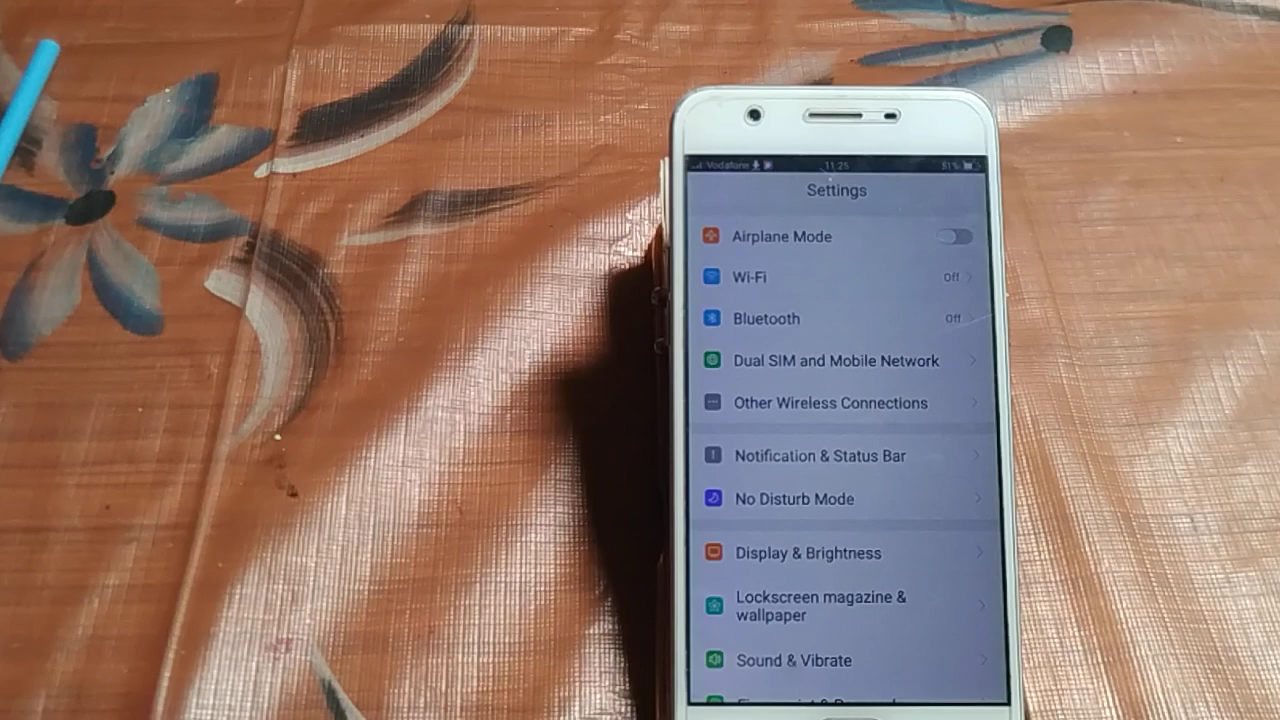 Vodafone 11:25 51%
Settings
Airplane Mode
Wi-Fi Off
Bluetooth Off
Dual SIM and Mobile Network
Other Wireless Connections
Notification & Status Bar
No Disturb Mode
Display & Brightness
Lockscreen magazine &
wallpaper
Sound & Vibrate